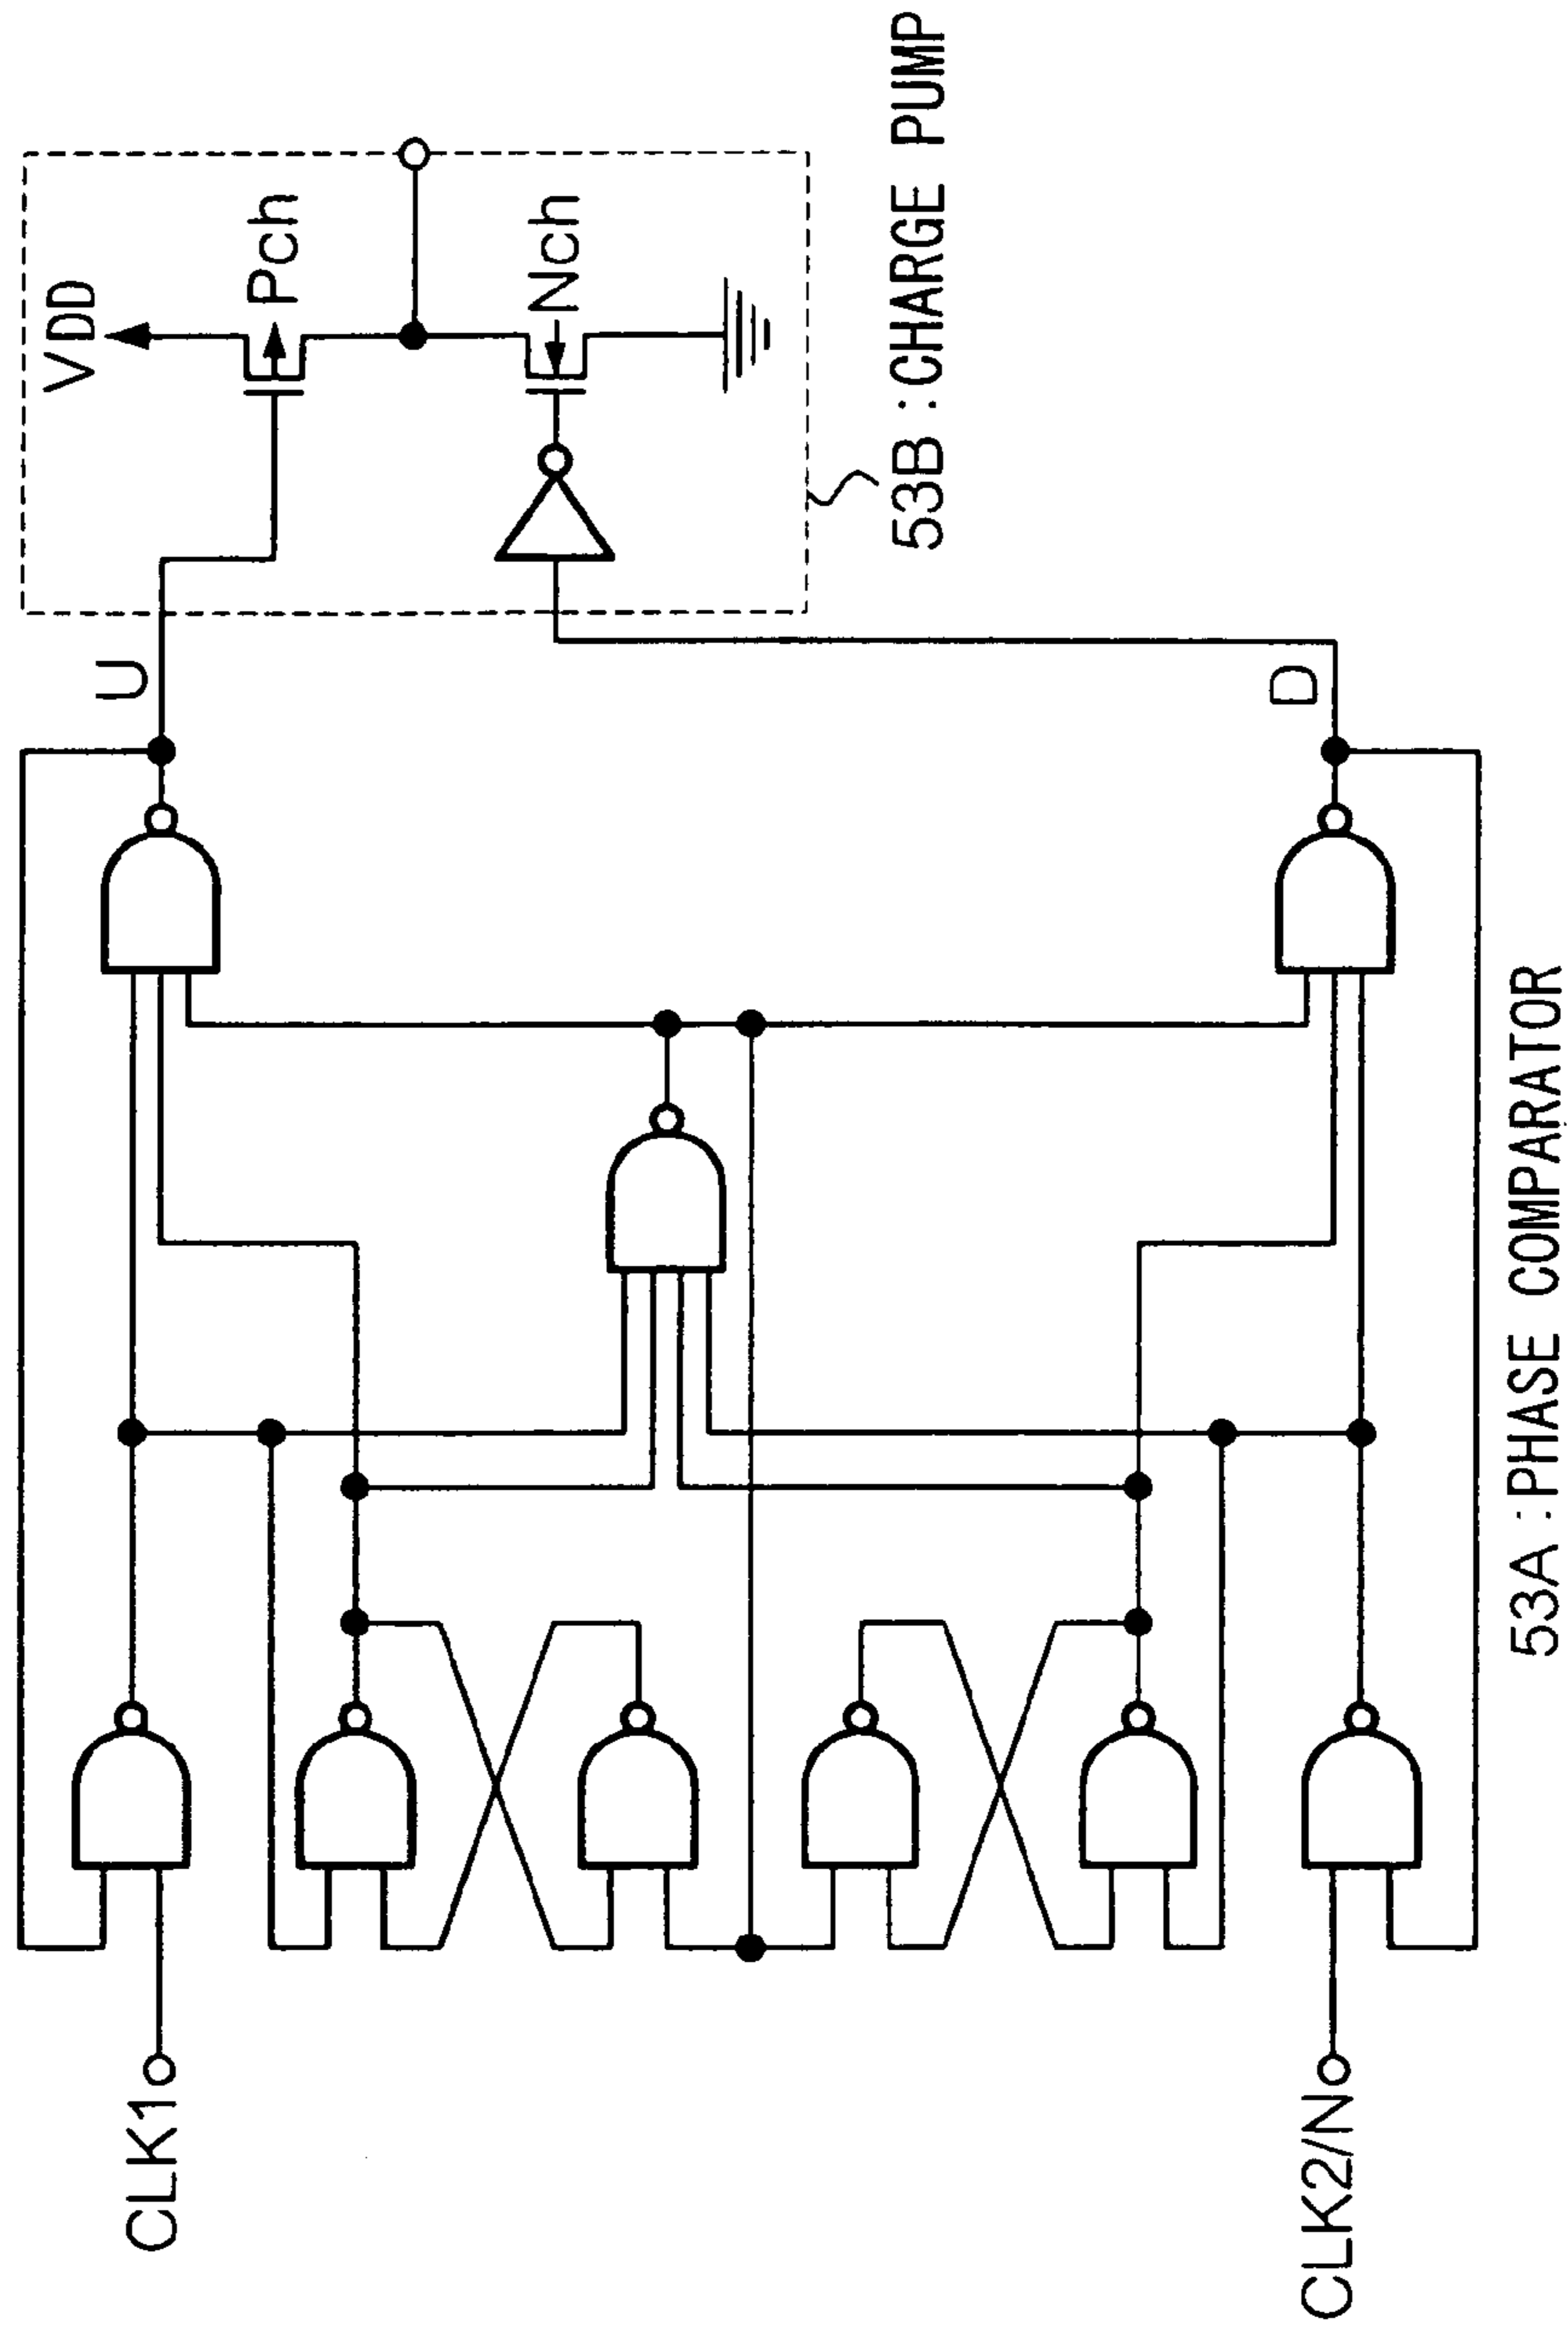 VDD
Pch
Nch
U
D
53B : CHARGE PUMP
CLK1
CLK2/N
53A : PHASE COMPARATOR